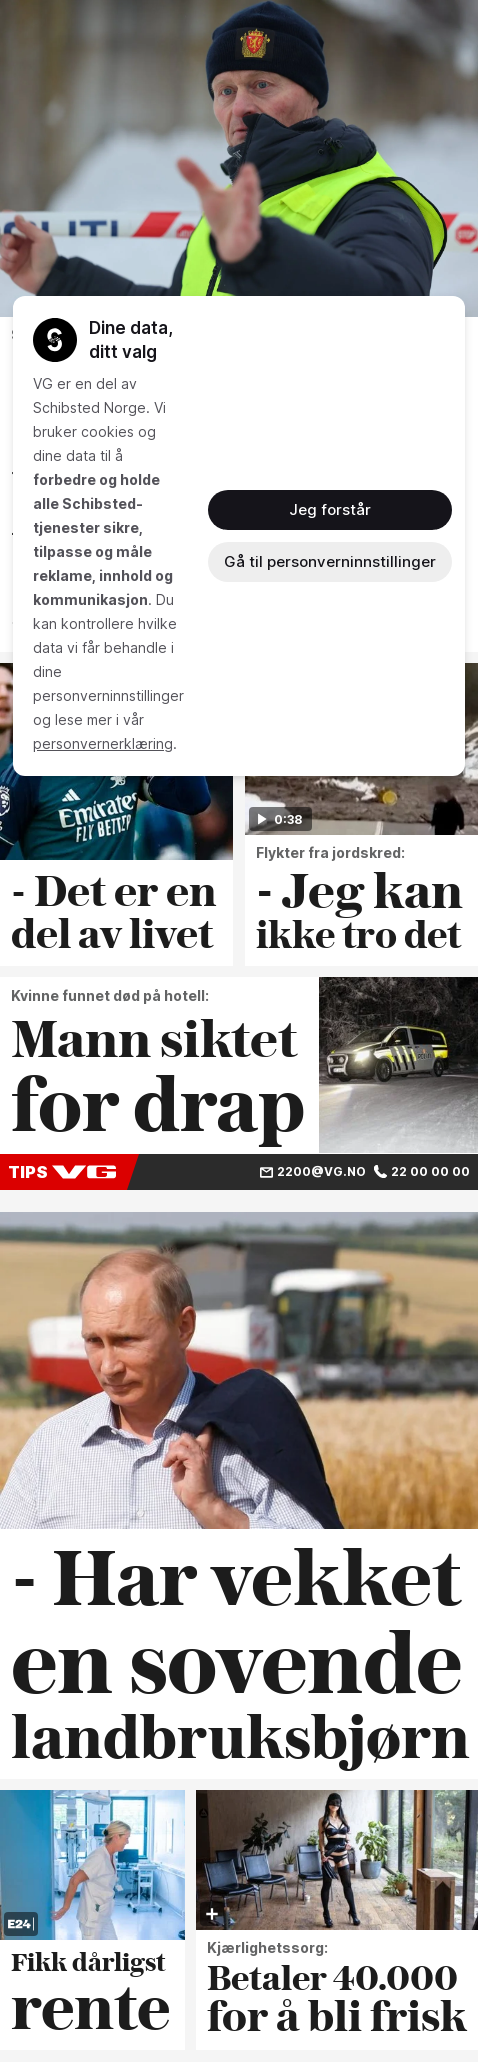 POLITI
STOP
Dine data,
ditt valg
VG er en del av
Schibsted Norge. Vi
bruker cookies og
dine data til å
forbedre og holde
alle Schibsted-
tjenester sikre,
tilpasse og måle
reklame, innhold og
kommunikasjon. Du
kan kontrollere hvilke
data vi får behandle i
dine
personverninnstillinger
og lese mer i vår
personvernerklæring.
Jeg forstår
Gå til personverninnstillinger
Emirates
FLY BETTER
0:38
- Det er en
del av livet
Flykter fra jordskred:
- Jeg kan
ikke tro det
Kvinne funnet død på hotell:
Mann siktet
for drap
TIPS VG
2200@VG.NO 22 00 00 00
- Har vekket
en sovende
landbruksbjørn
E24
Fikk dårligst
rente
Kjærlighetssorg:
Betaler 40.000
for å bli frisk